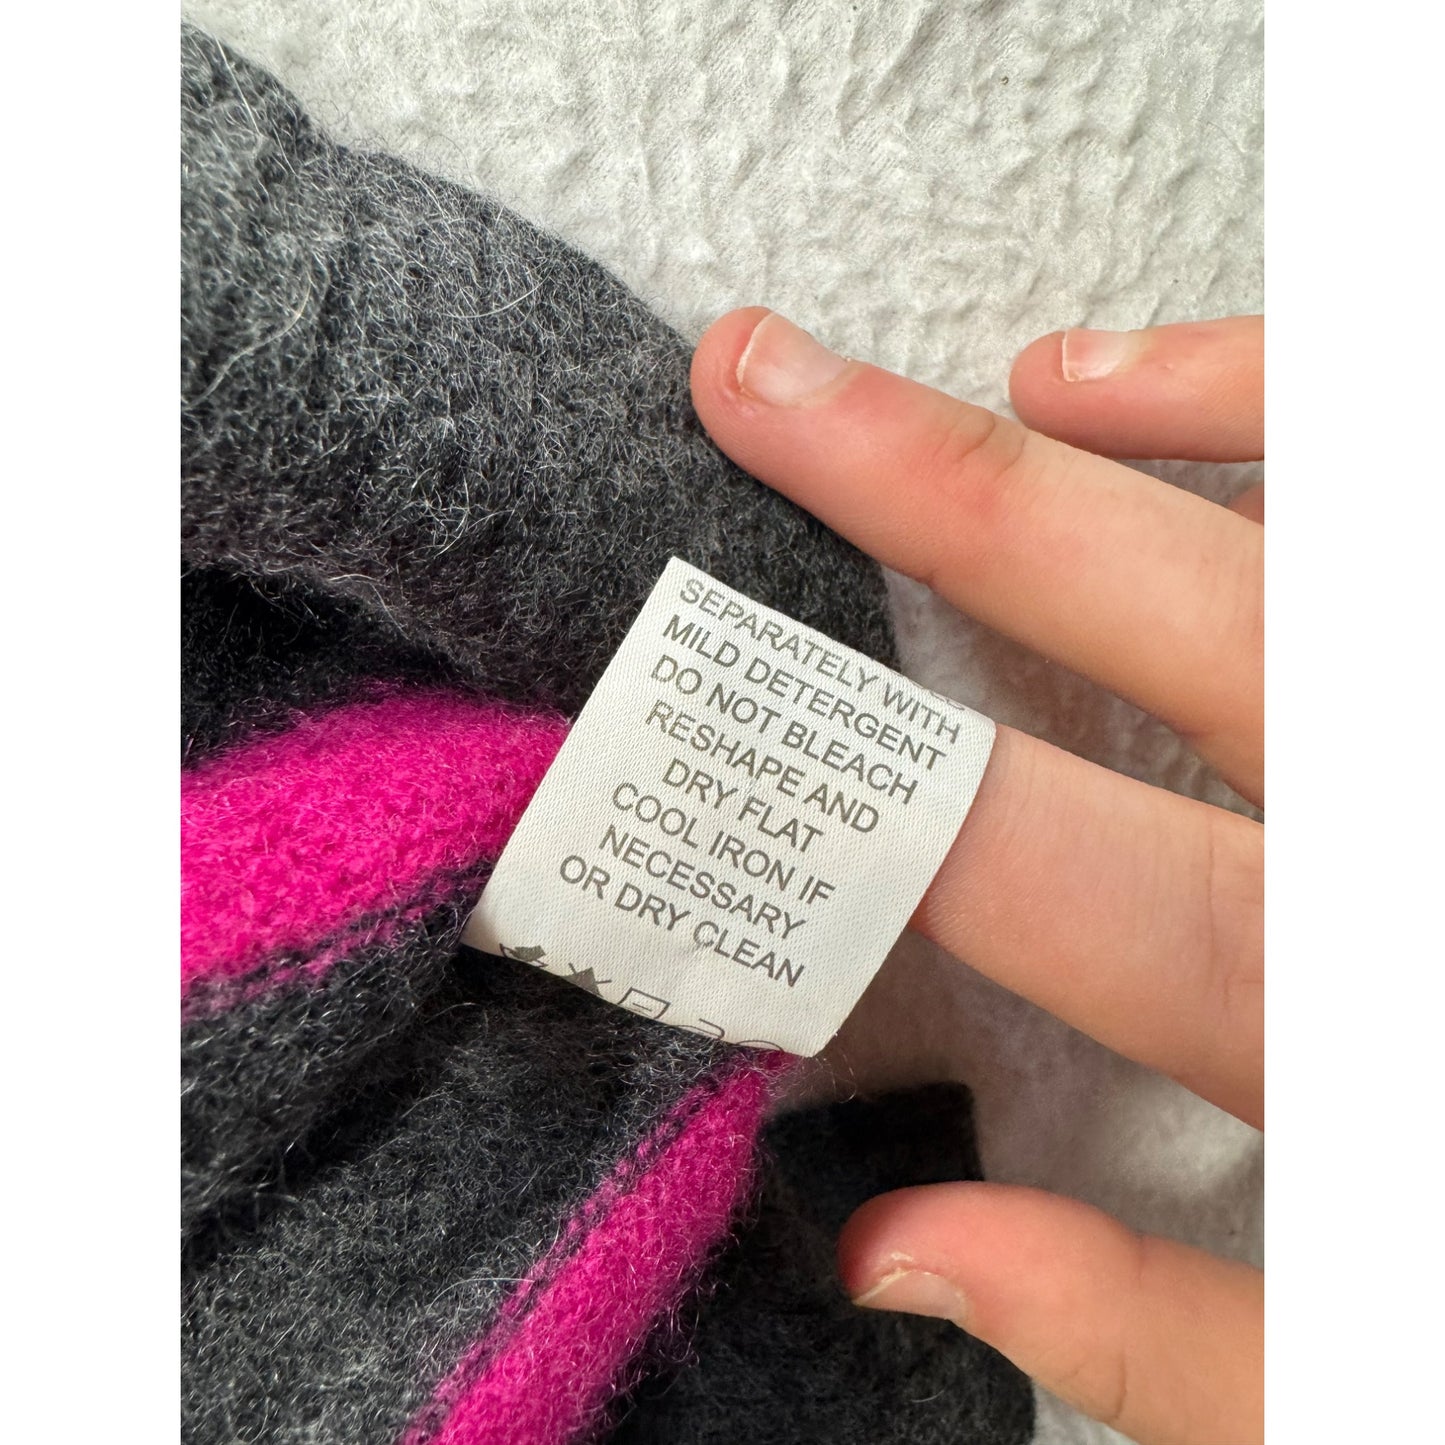 SEPARATELY WITH
MILD DETERGENT
DO NOT BLEACH
RESHAPE AND
DRY FLAT
COOL IRON IF
NECESSARY
OR DRY CLEAN